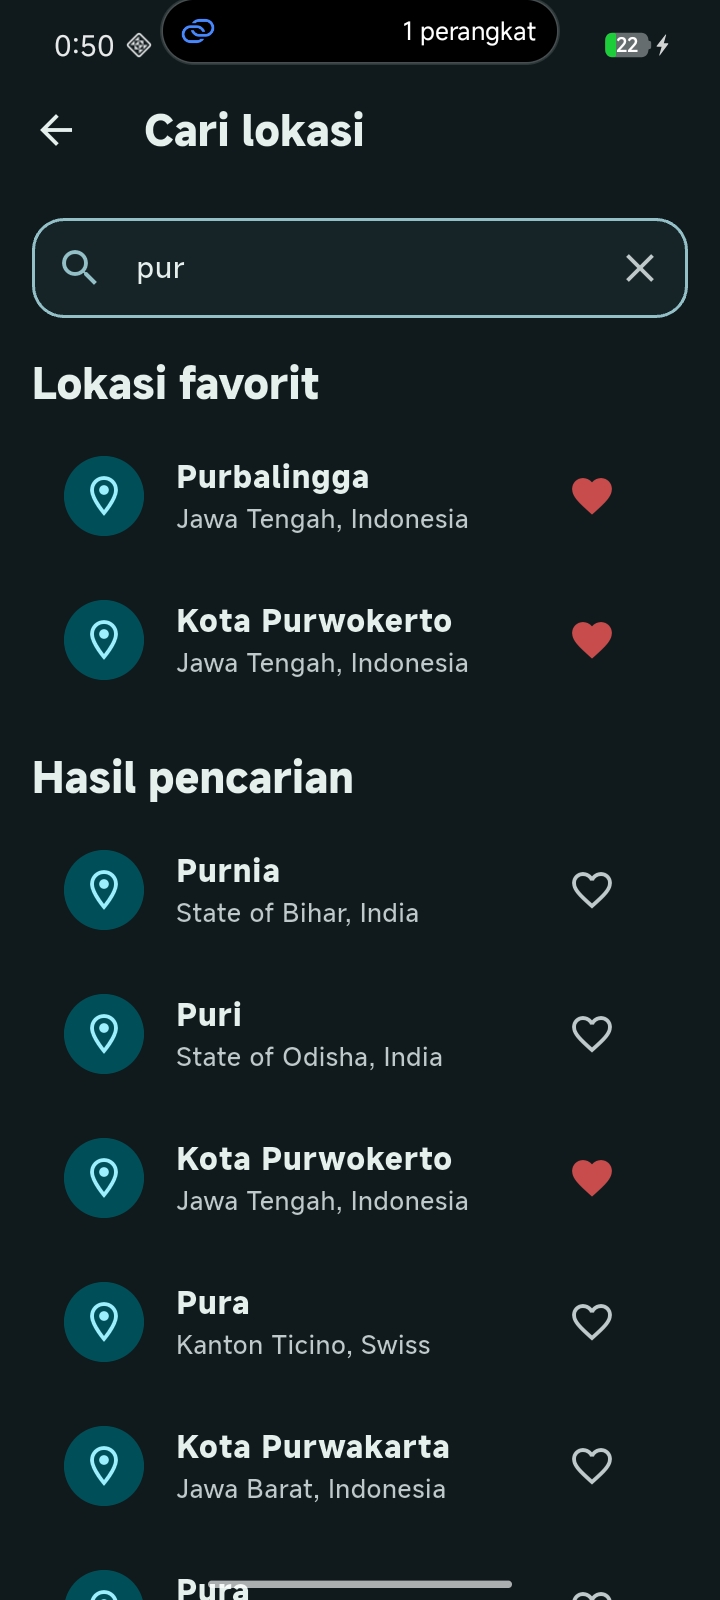 0:50
1 perangkat
22
Cari lokasi
pur
Lokasi favorit
Purbalingga
Jawa Tengah, Indonesia
Kota Purwokerto
Jawa Tengah, Indonesia
Hasil pencarian
Purnia
State of Bihar, India
Puri
State of Odisha, India
Kota Purwokerto
Jawa Tengah, Indonesia
Pura
Kanton Ticino, Swiss
Kota Purwakarta
Jawa Barat, Indonesia
Pura